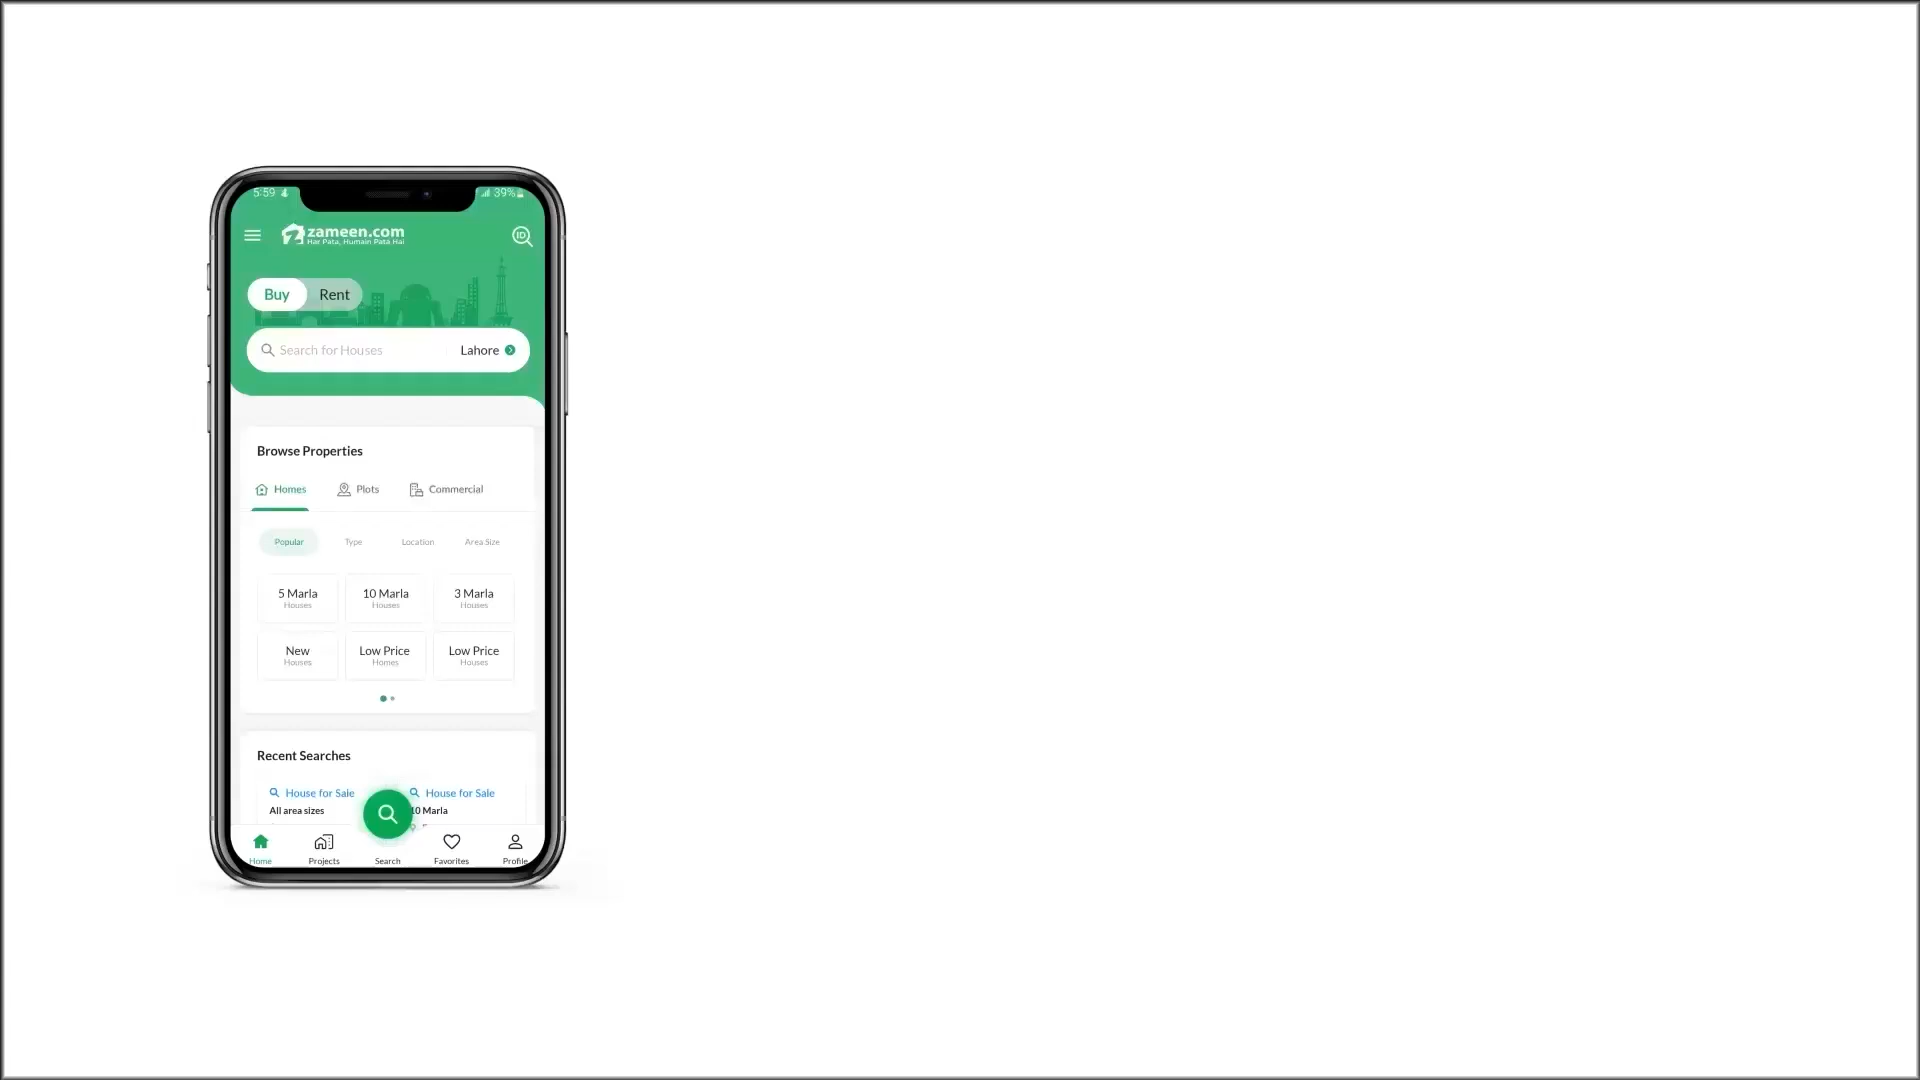 5:59
39%
zameen.com
Har Pata, Humain Pata Hai
ID
Buy
Rent
Search for Houses
Lahore
Browse Properties
Homes
Plots
Commercial
Popular
Type
Location
Area Size
5 Marla
Houses
10 Marla
Houses
3 Marla
Houses
New
Houses
Low Price
Homes
Low Price
Houses
Recent Searches
House for Sale
All area sizes
House for Sale
10 Marla
Home
Projects
Search
Favorites
Profile